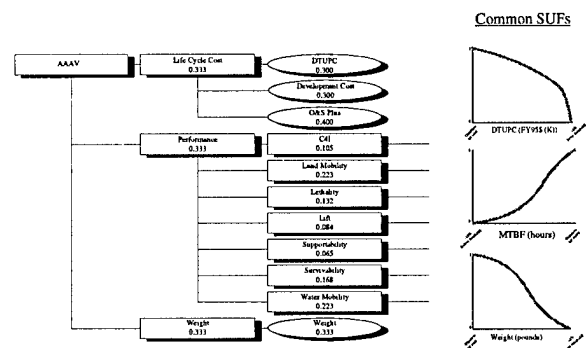 Common SUFs
AAAV
Life Cycle Cost
0.333
DTUPC
0.300
Development Cost
0.300
O&S Plus
0.400
Performance
0.333
C4I
0.105
Land Mobility
0.223
Lethality
0.132
Lift
0.084
Supportability
0.065
Survivability
0.168
Water Mobility
0.223
Weight
0.333
Weight
0.333
DTUPC (FY95$ (K))
MTBF (hours)
Weight (pounds)